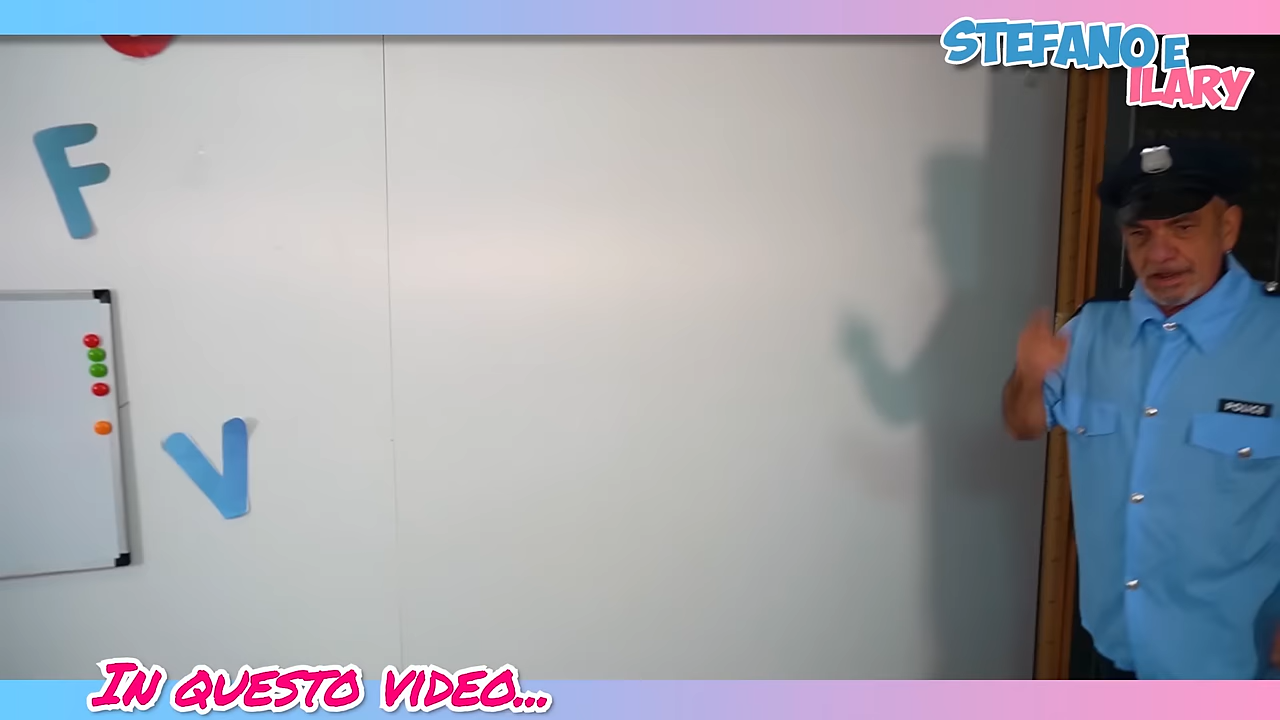 STEFANO E
ILARY
F
POLICE
V
IN QUESTO VIDEO...